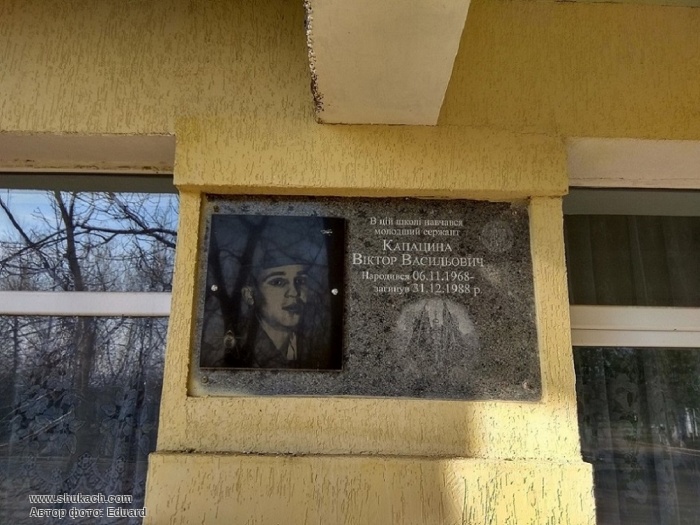 В цій школі навчався
молодший сержант
Капацина
Віктор Васильович
Народився 06.11.1968-
загинув 31.12.1988 р.
www.shukach.com
Автор фото: Eduard